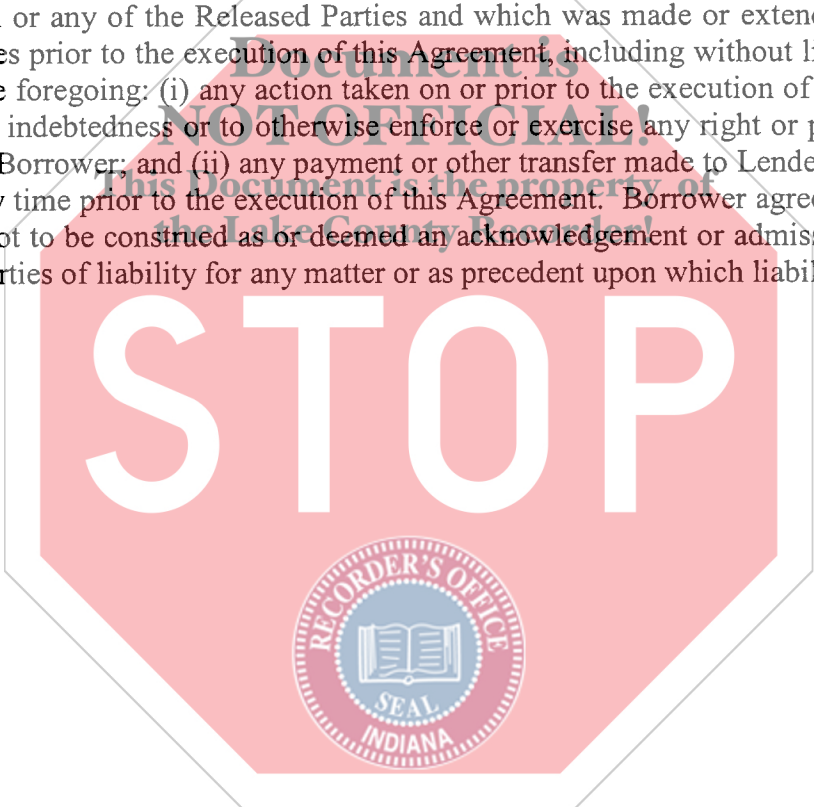 or any of the Released Parties and which was made or exten
prior to the execution of this Agreement, including without li
foregoing: (i) any action taken on or prior to the execution of
indebtedness or to otherwise enforce or exercise any right or p
Borrower; and (ii) any payment or other transfer made to Lende
time prior to the execution of this Agreement. Borrower agree
ot to be construed as or deemed an acknowledgement or admiss
rties of liability for any matter or as precedent upon which liabil
Document is
NOT OFFICIAL!
This Document is the property of
the Lake County Recorder!
STOP
RECORDER'S OFFICE
SEAL
INDIANA